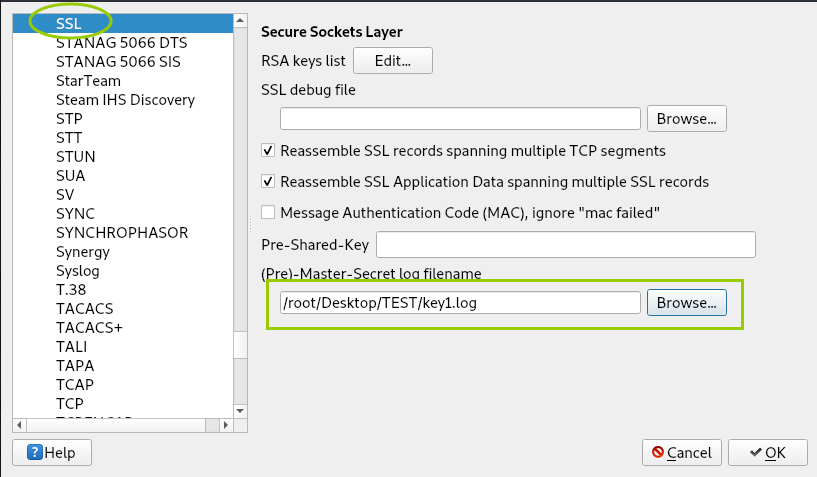 SSL
STANAG 5066 DTS
STANAG 5066 SIS
StarTeam
Steam IHS Discovery
STP
STT
STUN
SUA
SV
SYNC
SYNCHROPHASOR
Synergy
Syslog
T.38
TACACS
TACACS+
TALI
TAPA
TCAP
TCP
Secure Sockets Layer
RSA keys list Edit...
SSL debug file
Browse...
Reassemble SSL records spanning multiple TCP segments
Reassemble SSL Application Data spanning multiple SSL records
Message Authentication Code (MAC), ignore "mac failed"
Pre-Shared-Key
(Pre)-Master-Secret log filename
/root/Desktop/TEST/key1.log Browse...
Help Cancel OK